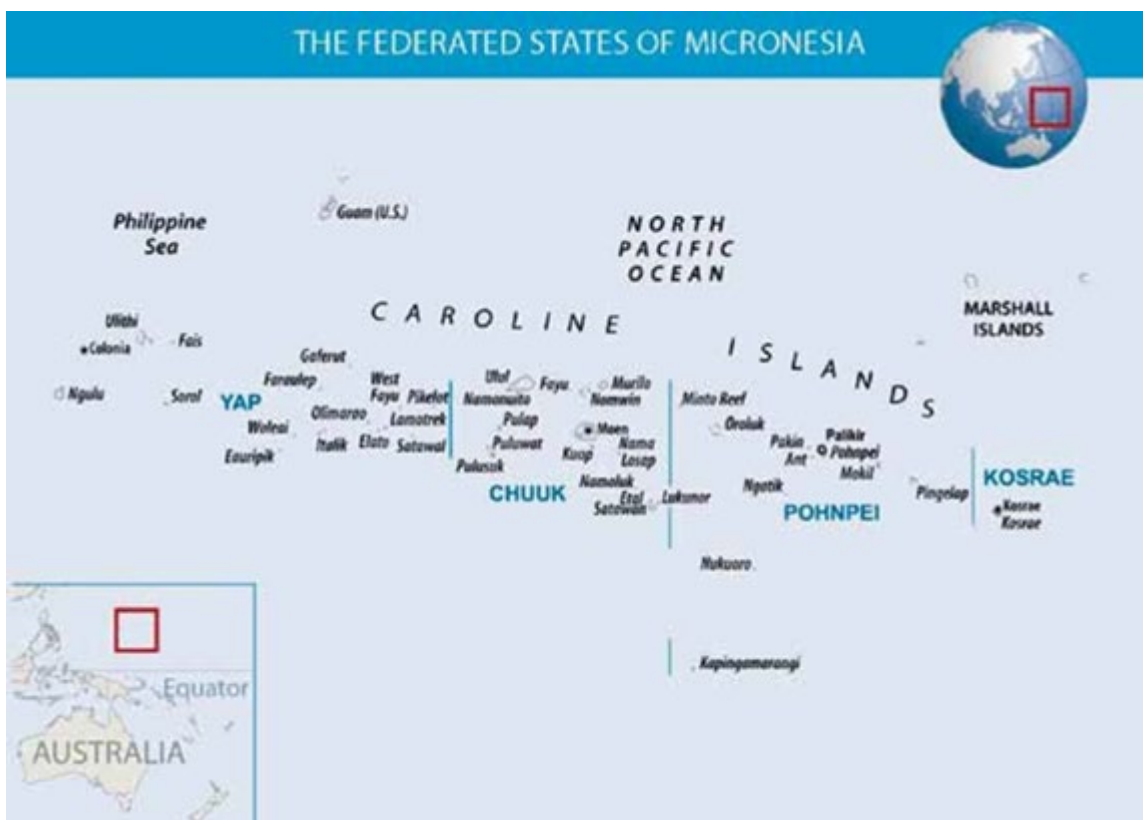 THE FEDERATED STATES OF MICRONESIA
Philippine
Sea
Guam (U.S.)
NORTH
PACIFIC
OCEAN
CAROLINE
ISLANDS
MARSHALL
ISLANDS
Ulithi
Colonia
Fais
Ngulu
Sorol
YAP
Gaferut
Faraulep
West
Fayu
Pikelot
Olimarao
Lamotrek
Woleai
Eauripik
Ifalik
Elato
Satawal
Ulul
Namonuito
Fayu
Murilo
Nomwin
Pulap
Moen
Puluwat
Pulusuk
Kuop
Nama
Losap
CHUUK
Namoluk
Etal
Satawan
Lukunor
Minto Reef
Oroluk
Pakin
Ant
Palikir
Pohnpei
Mokil
Ngatik
POHNPEI
Pingelap
KOSRAE
Kosrae
Kosrae
Nukuoro
Kapingamarangi
Equator
AUSTRALIA